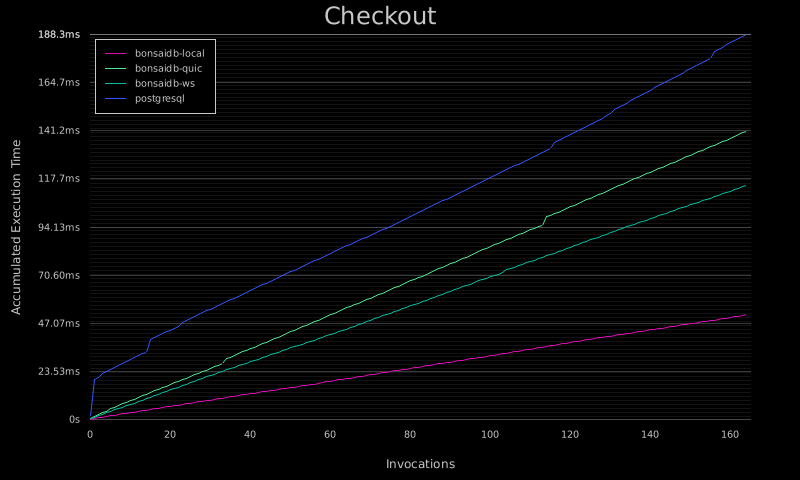 Checkout
188.3ms
164.7ms
141.2ms
117.7ms
94.13ms
70.60ms
47.07ms
23.53ms
0s
bonsaidb-local
bonsaidb-quic
bonsaidb-ws
postgresql
Accumulated Execution Time
0 20 40 60 80 100 120 140 160
Invocations